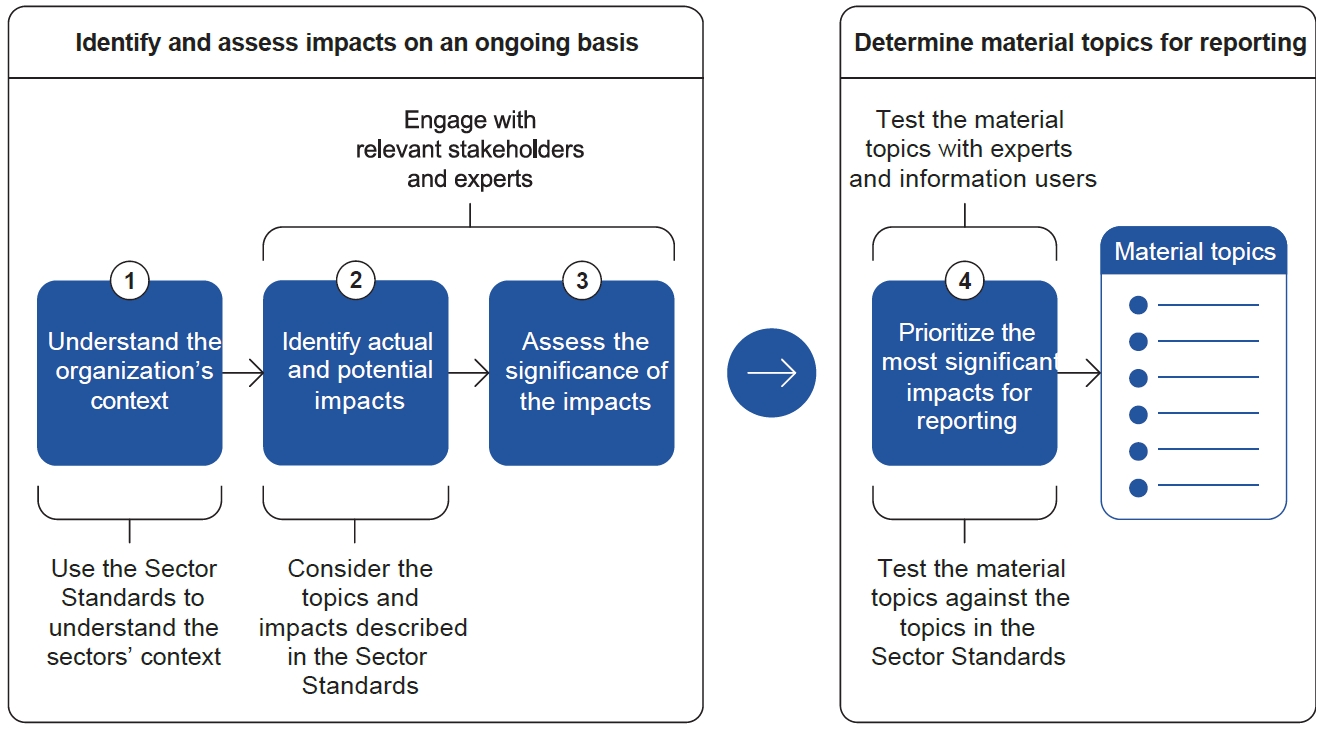 Identify and assess impacts on an ongoing basis
Engage with
relevant stakeholders
and experts
1
Understand the
organization's
context
2
Identify actual
and potential
impacts
3
Assess the
significance of
the impacts
Use the Sector
Standards to
understand the
sectors’ context
Consider the
topics and
impacts described
in the Sector
Standards
Determine material topics for reporting
Test the material
topics with experts
and information users
4
Prioritize the
most significant
impacts for
reporting
Material topics
Test the material
topics against the
topics in the
Sector Standards